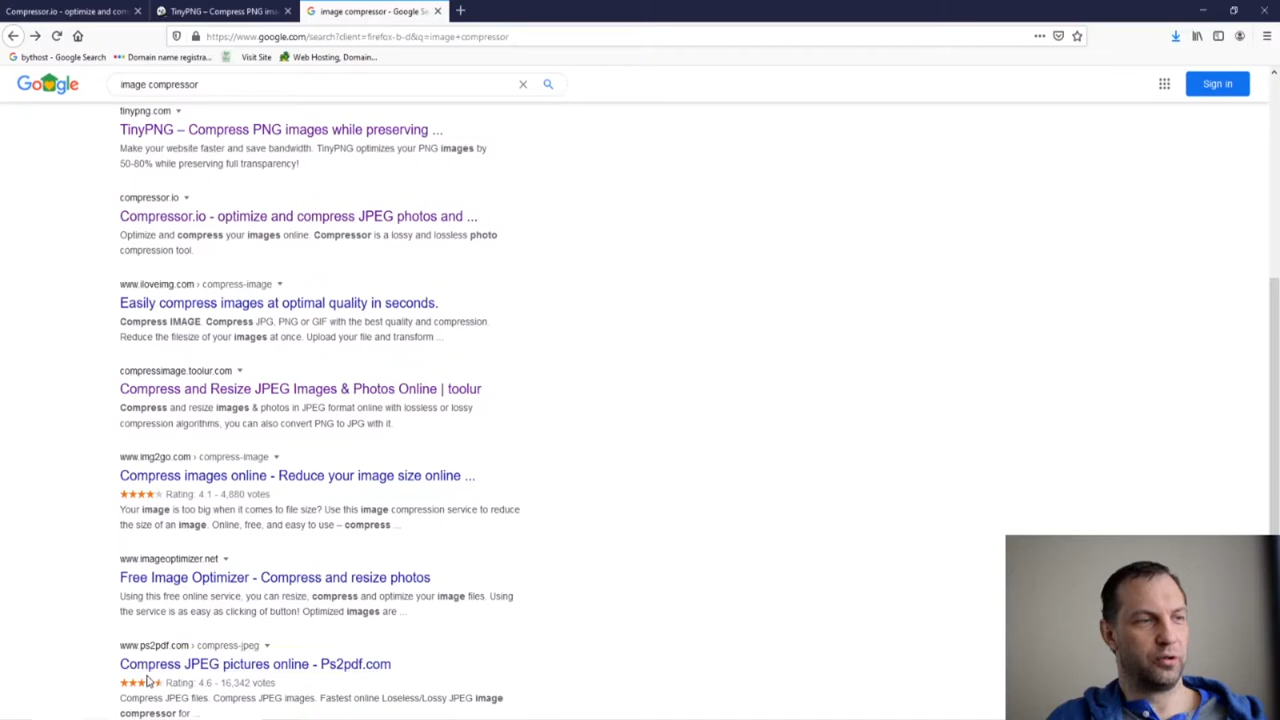 Compressor.io - optimize and com
TinyPNG – Compress PNG ima
image compressor - Google Se
https://www.google.com/search?client=firefox-b-d&q=image+compressor
bythost - Google Search
Domain name registra...
Visit Site
Web Hosting, Domain...
Google
image compressor
Sign in
tinypng.com
TinyPNG – Compress PNG images while preserving ...
Make your website faster and save bandwidth. TinyPNG optimizes your PNG images by
50-80% while preserving full transparency!
compressor.io
Compressor.io - optimize and compress JPEG photos and ...
Optimize and compress your images online. Compressor is a lossy and lossless photo
compression tool.
www.iloveimg.com › compress-image
Easily compress images at optimal quality in seconds.
Compress IMAGE. Compress JPG, PNG or GIF with the best quality and compression.
Reduce the filesize of your images at once. Upload your file and transform ...
compressimage.toolur.com
Compress and Resize JPEG Images & Photos Online | toolur
Compress and resize images & photos in JPEG format online with lossless or lossy
compression algorithms, you can also convert PNG to JPG with it.
www.img2go.com › compress-image
Compress images online - Reduce your image size online ...
Rating: 4.1 - 4,880 votes
Your image is too big when it comes to file size? Use this image compression service to reduce
the size of an image. Online, free, and easy to use – compress ...
www.imageoptimizer.net
Free Image Optimizer - Compress and resize photos
Using this free online service, you can resize, compress and optimize your image files. Using
the service is as easy as clicking of button! Optimized images are ...
www.ps2pdf.com › compress-jpeg
Compress JPEG pictures online - Ps2pdf.com
Rating: 4.6 - 16,342 votes
Compress JPEG files. Compress JPEG images. Fastest online Loseless/Lossy JPEG image
compressor for ...